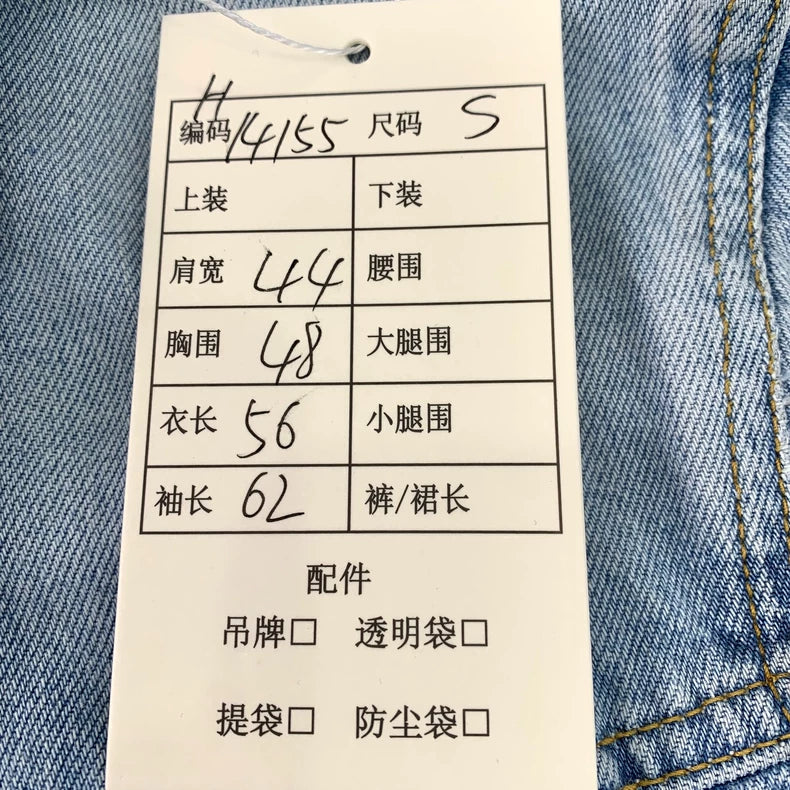 H
编码 14155 尺码 S
上装 下装
肩宽 44 腰围
胸围 48 大腿围
衣长 56 小腿围
袖长 62 裤/裙长
配件
吊牌□ 透明袋□
提袋□ 防尘袋□